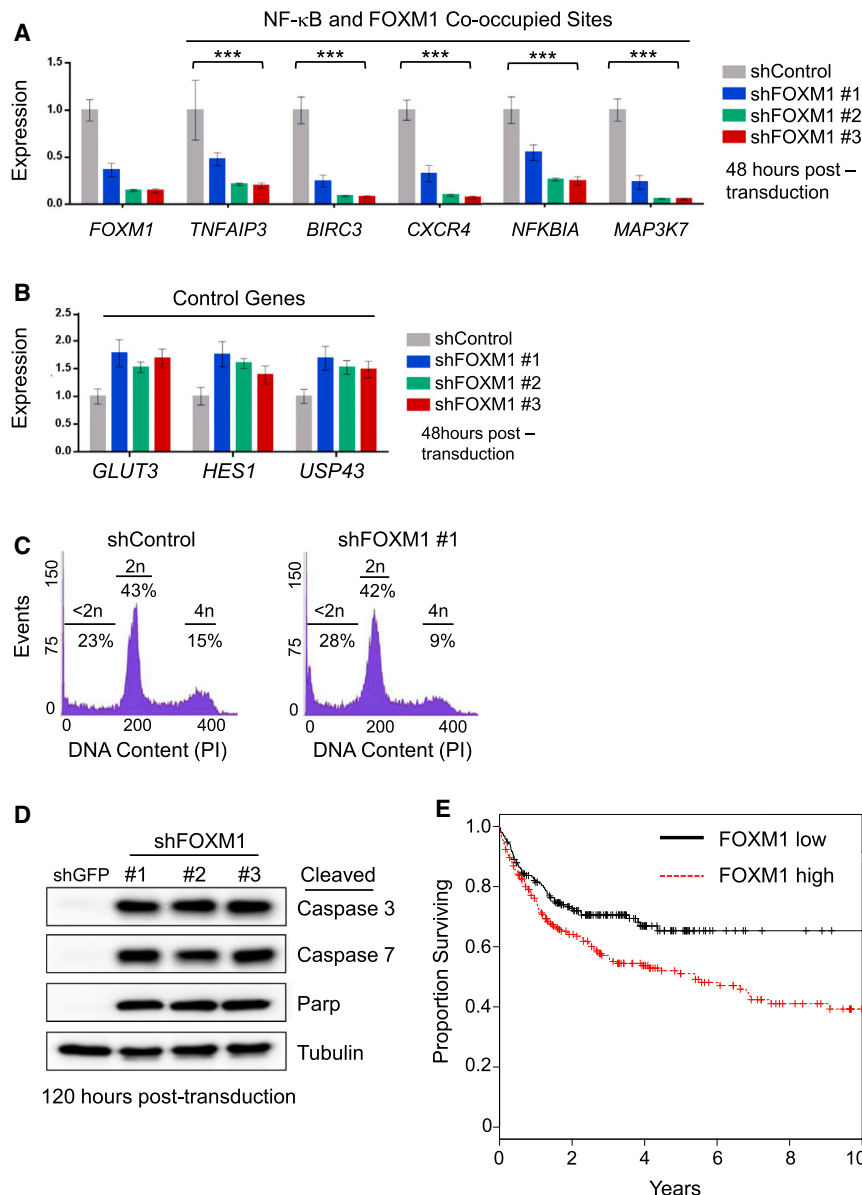 A
NF-κB and FOXM1 Co-occupied Sites
*** *** *** *** ***
Expression
1.5
1.0
0.5
0.0
FOXM1 TNFAIP3 BIRC3 CXCR4 NFKBIA MAP3K7
shControl
shFOXM1 #1
shFOXM1 #2
shFOXM1 #3
48 hours post –
transduction
B
Control Genes
Expression
2.5
2.0
1.5
1.0
0.5
0.0
GLUT3 HES1 USP43
shControl
shFOXM1 #1
shFOXM1 #2
shFOXM1 #3
48hours post –
transduction
C
shControl
Events
150
75
0
2n
43%
<2n
23%
4n
15%
0 200 400
DNA Content (PI)
shFOXM1 #1
150
75
0
2n
42%
<2n
28%
4n
9%
0 200 400
DNA Content (PI)
D
shFOXM1
shGFP #1 #2 #3 Cleaved
Caspase 3
Caspase 7
Parp
Tubulin
120 hours post-transduction
E
Proportion Surviving
1.0
0.8
0.6
0.4
0.2
0
FOXM1 low
FOXM1 high
0 2 4 6 8 10
Years